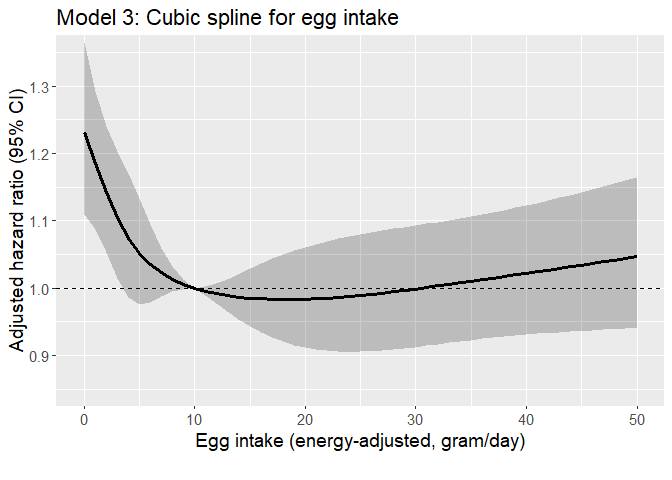 Model 3: Cubic spline for egg intake
Adjusted hazard ratio (95% CI)
1.3
1.2
1.1
1.0
0.9
0 10 20 30 40 50
Egg intake (energy-adjusted, gram/day)